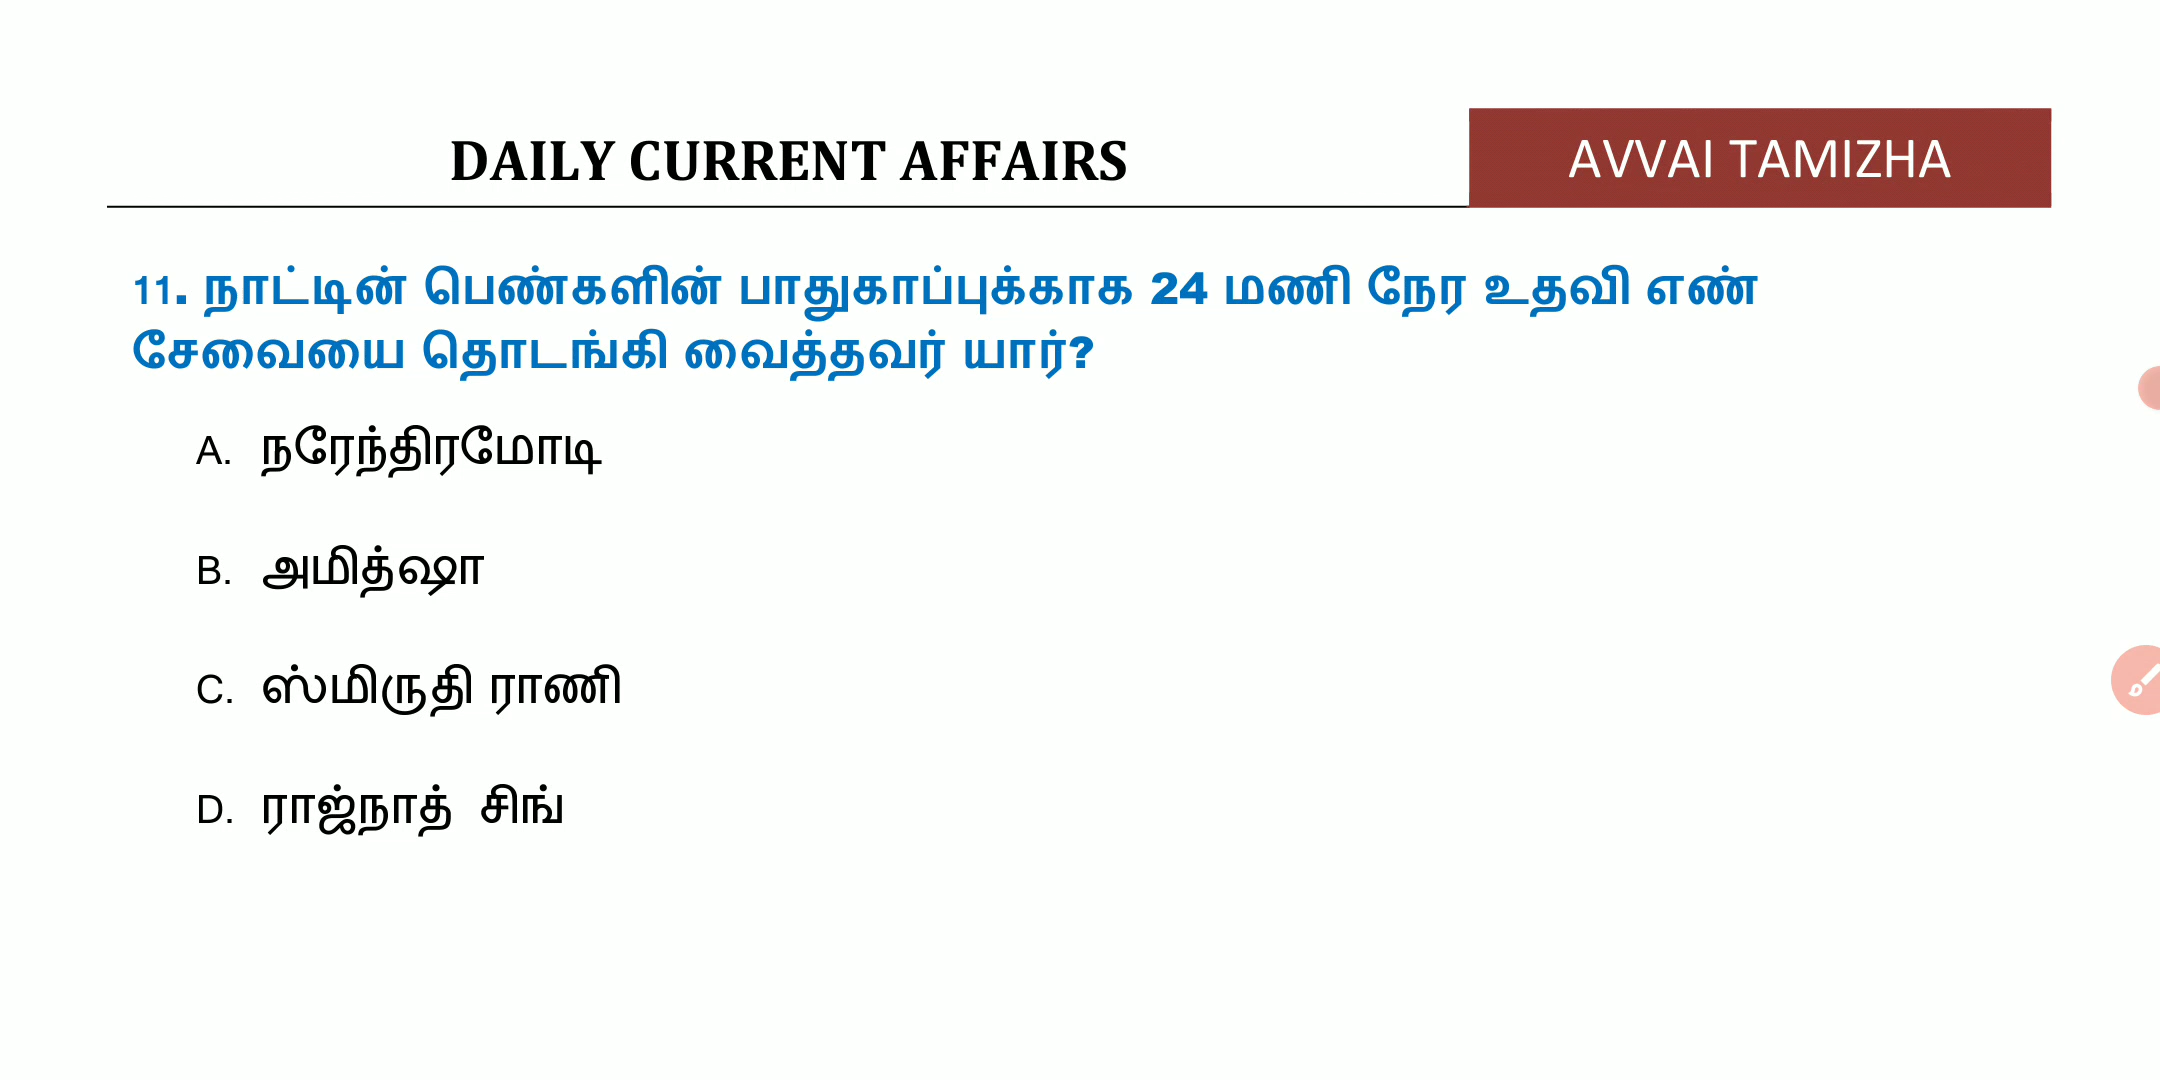 DAILY CURRENT AFFAIRS
AVVAI TAMIZHA
11. நாட்டின் பெண்களின் பாதுகாப்புக்காக 24 மணி நேர உதவி எண்
சேவையை தொடங்கி வைத்தவர் யார்?
A. நரேந்திரமோடி
B. அமித்ஷா
C. ஸ்மிருதி ராணி
D. ராஜ்நாத் சிங்